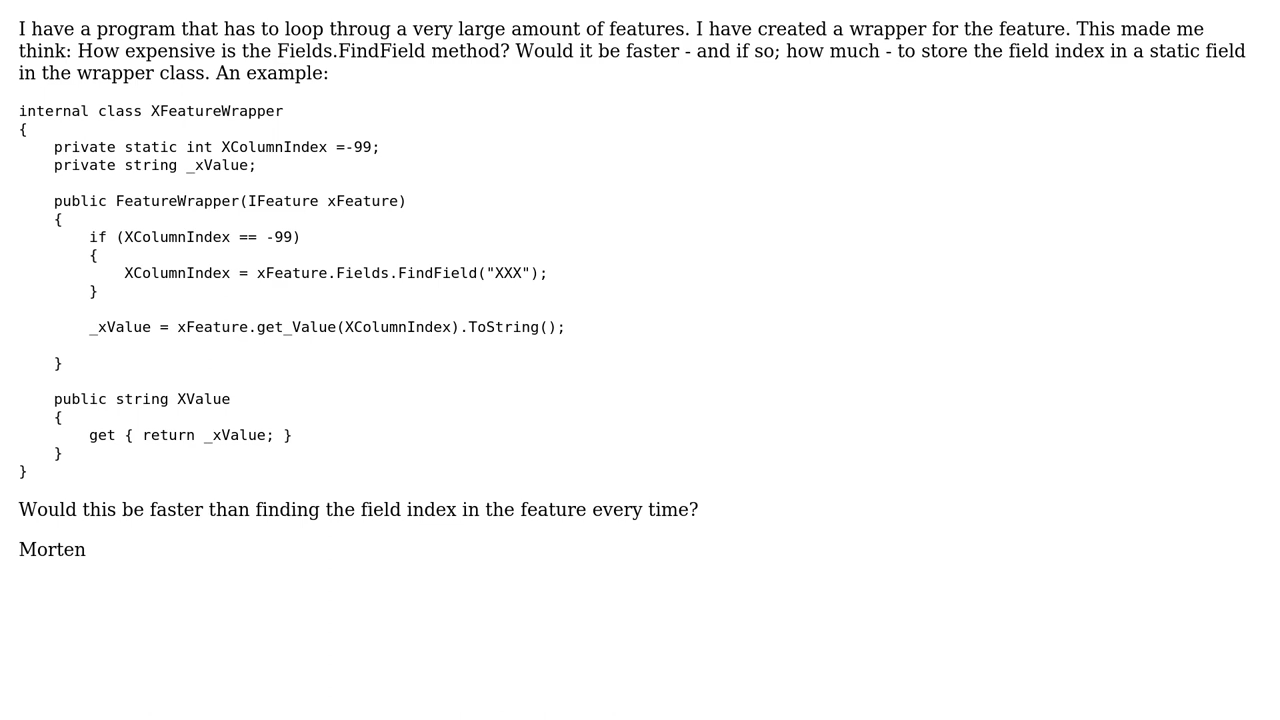 I have a program that has to loop throug a very large amount of features. I have created a wrapper for the feature. This made me
think: How expensive is the Fields.FindField method? Would it be faster - and if so; how much - to store the field index in a static field
in the wrapper class. An example:
internal class XFeatureWrapper
{
    private static int XColumnIndex =-99;
    private string _xValue;
    public FeatureWrapper(IFeature xFeature)
    {
        if (XColumnIndex == -99)
        {
            XColumnIndex = xFeature.Fields.FindField("XXX");
        }
        _xValue = xFeature.get_Value(XColumnIndex).ToString();
    }
    public string XValue
    {
        get { return _xValue; }
    }
}
Would this be faster than finding the field index in the feature every time?
Morten